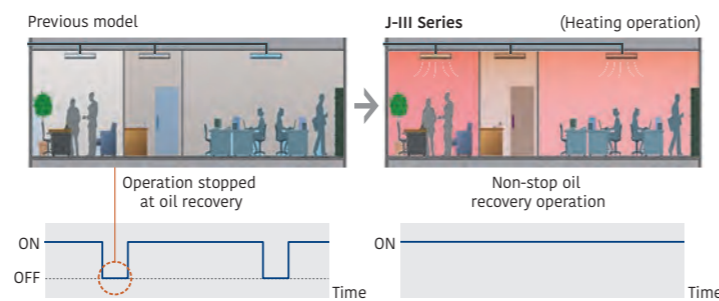 Previous model
J-III Series
(Heating operation)
Operation stopped
at oil recovery
Non-stop oil
recovery operation
ON
OFF
Time
ON
Time